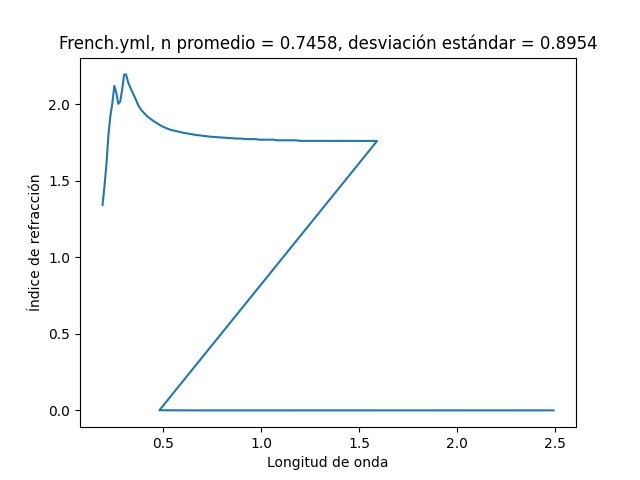 French.yml, n promedio = 0.7458, desviación estándar = 0.8954
2.0
1.5
1.0
0.5
0.0
Índice de refracción
0.5 1.0 1.5 2.0 2.5
Longitud de onda